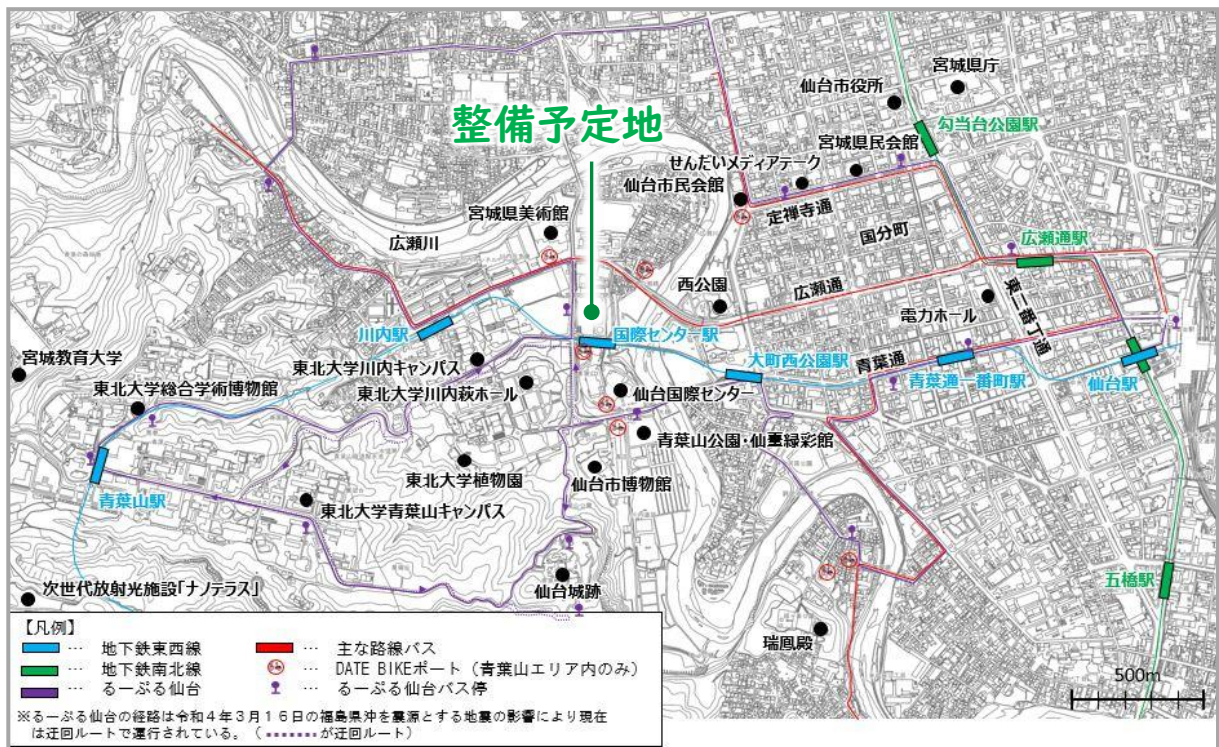 宮城県庁
仙台市役所
整備予定地
勾当台公園駅
宮城県民会館
せんだいメディアテーク
仙台市民会館
定禅寺通
宮城県美術館
国分町
広瀬川
広瀬通駅
西公園
広瀬通
東二番丁通
電力ホール
川内駅
国際センター駅
宮城教育大学
大町西公園駅
青葉通
東北大学川内キャンパス
青葉通一番町駅
仙台駅
東北大学総合学術博物館
東北大学川内萩ホール
仙台国際センター
青葉山公園・仙臺緑彩館
東北大学植物園
仙台市博物館
青葉山駅
東北大学青葉山キャンパス
仙台城跡
五橋駅
次世代放射光施設「ナノテラス」
瑞鳳殿
【凡例】
… 地下鉄東西線
… 主な路線バス
… 地下鉄南北線
… DATE BIKEポート（青葉山エリア内のみ）
… るーぷる仙台
… るーぷる仙台バス停
500m
※るーぷる仙台の経路は令和４年３月１６日の福島県沖を震源とする地震の影響により現在
は迂回ルートで運行されている。（ が迂回ルート）